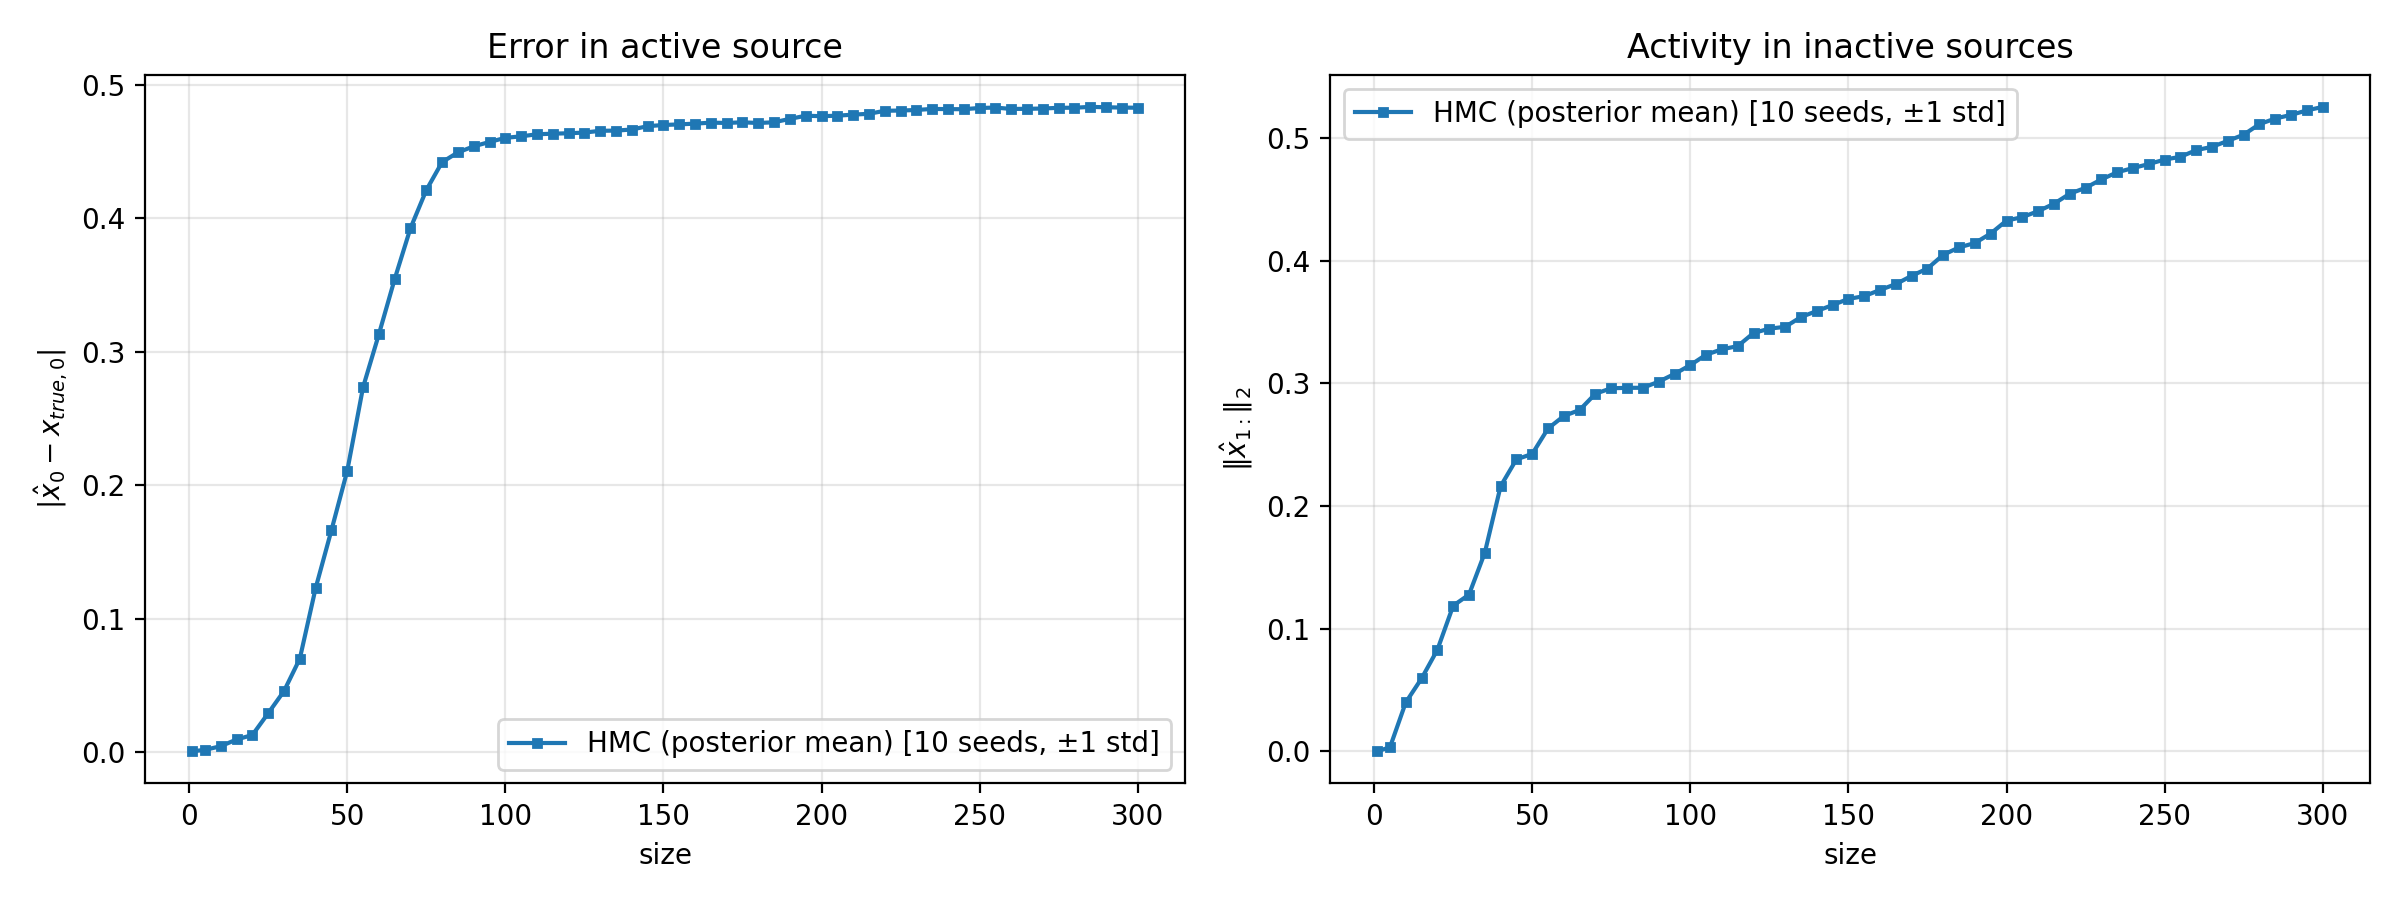 Error in active source
0.5
0.4
0.3
0.2
0.1
0.0
|x̂₀ − x_{true,0}|
HMC (posterior mean) [10 seeds, ±1 std]
0 50 100 150 200 250 300
size
Activity in inactive sources
HMC (posterior mean) [10 seeds, ±1 std]
0.5
0.4
0.3
0.2
0.1
0.0
‖x̂₁:‖₂
0 50 100 150 200 250 300
size